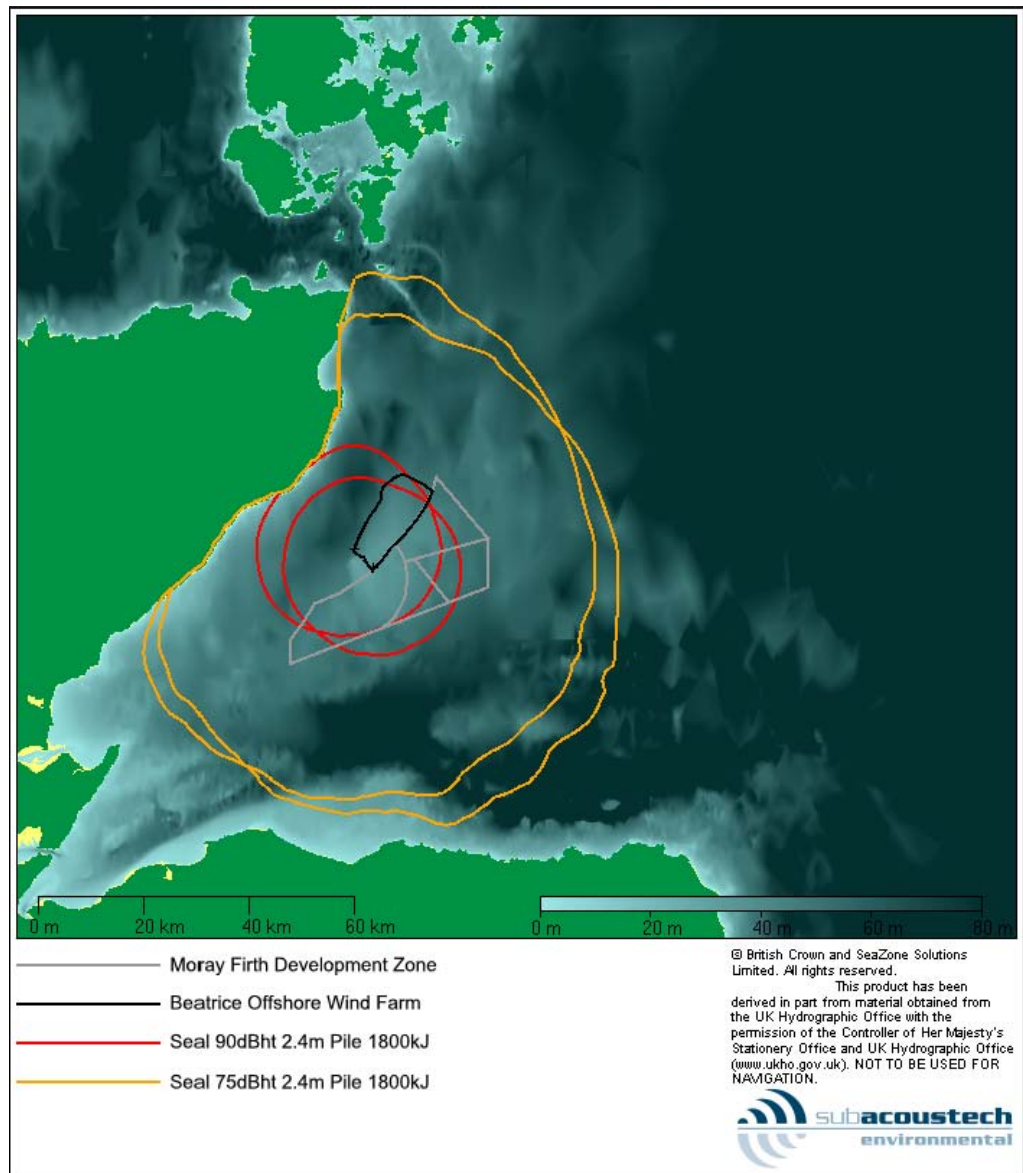 0 m 20 km 40 km 60 km 0 m 20 m 40 m 60 m 80 m
Moray Firth Development Zone
Beatrice Offshore Wind Farm
Seal 90dBht 2.4m Pile 1800kJ
Seal 75dBht 2.4m Pile 1800kJ
© British Crown and SeaZone Solutions
Limited. All rights reserved.
This product has been
derived in part from material obtained from
the UK Hydrographic Office with the
permission of the Controller of Her Majesty's
Stationery Office and UK Hydrographic Office
(www.ukho.gov.uk). NOT TO BE USED FOR
NAVIGATION.
subacoustech
environmental